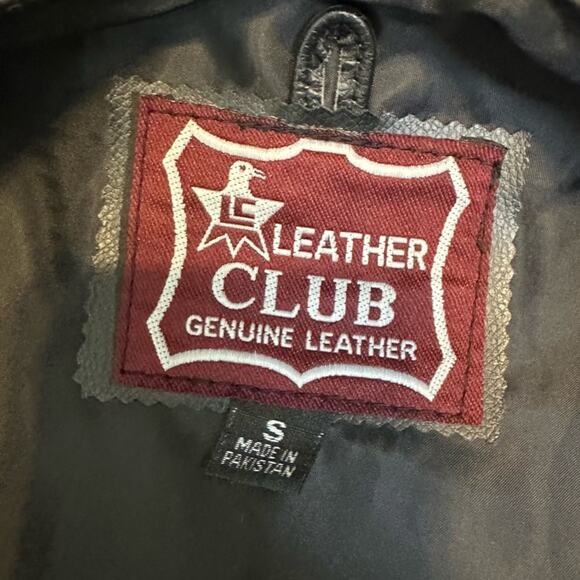 LC
LEATHER
CLUB
GENUINE LEATHER
S
MADE IN
PAKISTAN